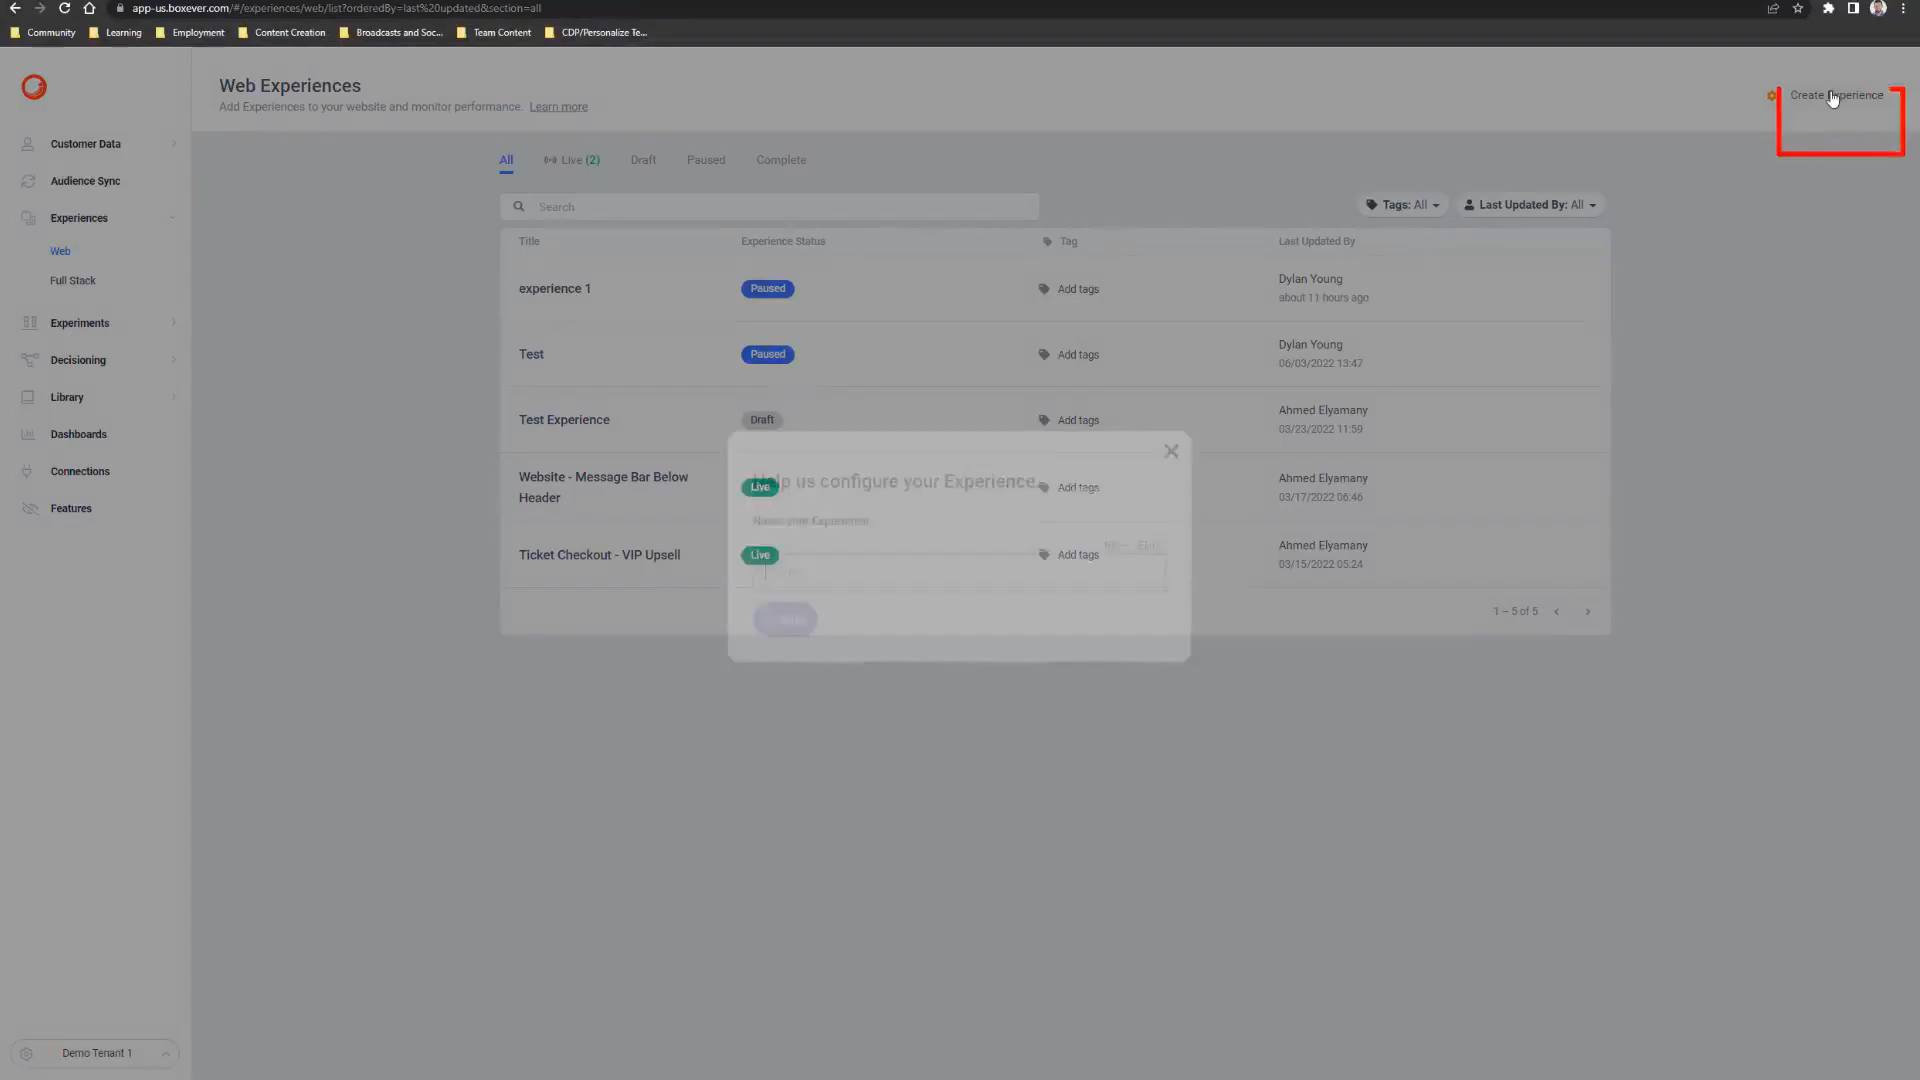 app-us.boxever.com/#/experiences/web/list?orderedBy=last%20updated&section=all
Community
Learning
Employment
Content Creation
Broadcasts and Soc...
Team Content
CDP/Personalize Te...
Web Experiences
Add Experiences to your website and monitor performance. Learn more
Create Experience
Customer Data
Audience Sync
Experiences
Web
Full Stack
Experiments
Decisioning
Library
Dashboards
Connections
Features
Demo Tenant 1
All
Live (2)
Draft
Paused
Complete
Search
Tags: All
Last Updated By: All
Title
Experience Status
Tag
Last Updated By
experience 1
Paused
Add tags
Dylan Young
about 11 hours ago
Test
Paused
Add tags
Dylan Young
06/03/2022 13:47
Test Experience
Draft
Add tags
Ahmed Elyamany
03/23/2022 11:59
Website - Message Bar Below
Header
Live
Add tags
Ahmed Elyamany
03/17/2022 06:46
Ticket Checkout - VIP Upsell
Live
Add tags
Ahmed Elyamany
03/15/2022 05:24
1 – 5 of 5
Help us configure your Experience.
Name your Experience